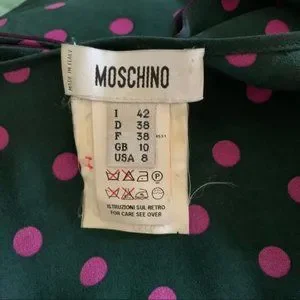 MADE IN ITALY
MOSCHINO
I 42
D 38
F 38
GB 10
USA 8
P
ISTRUZIONI SUL RETRO
FOR CARE SEE OVER